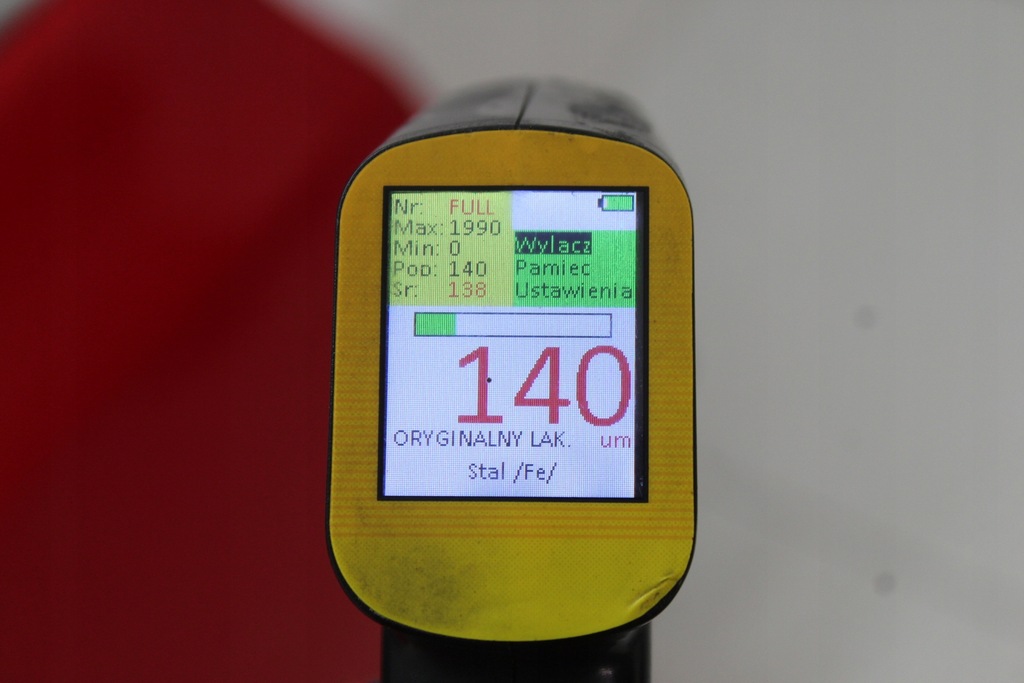 Nr: FULL
Max: 1990
Min: 0
Pop: 140
Sr: 138
Wylacz
Pamiec
Ustawienia
140
ORYGINALNY LAK. um
Stal /Fe/